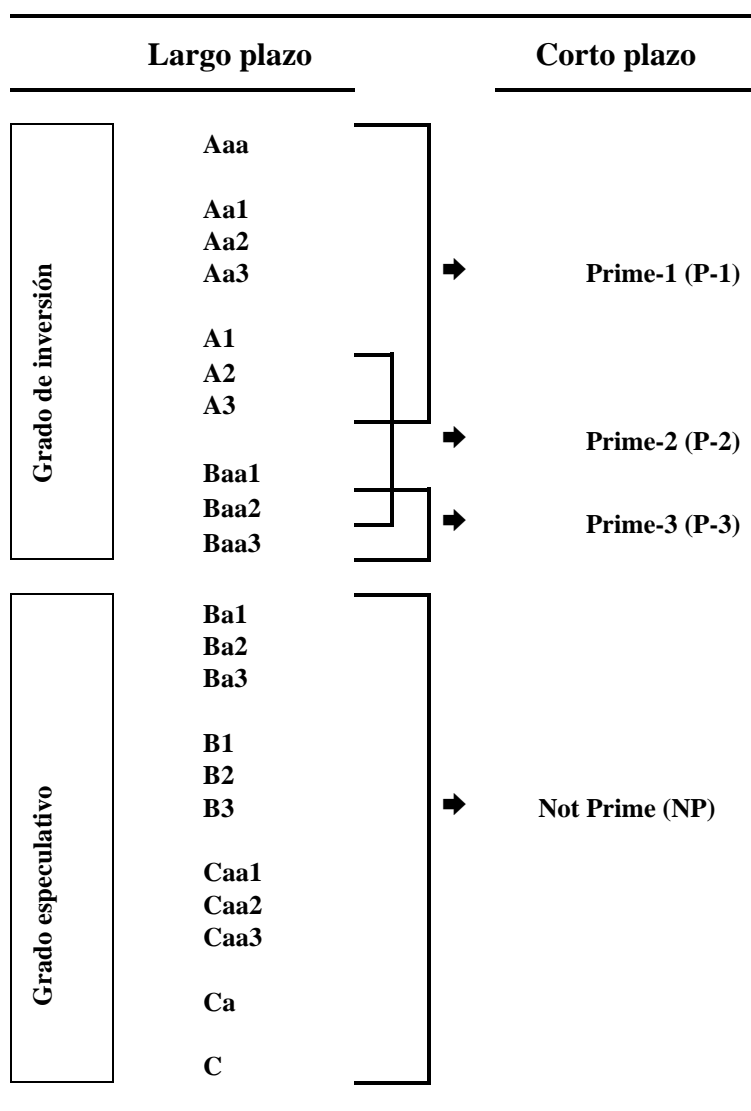 Largo plazo
Corto plazo
Grado de inversión
Aaa
Aa1
Aa2
Aa3
Prime-1 (P-1)
A1
A2
A3
Prime-2 (P-2)
Baa1
Baa2
Prime-3 (P-3)
Baa3
Grado especulativo
Ba1
Ba2
Ba3
B1
B2
B3
Not Prime (NP)
Caa1
Caa2
Caa3
Ca
C